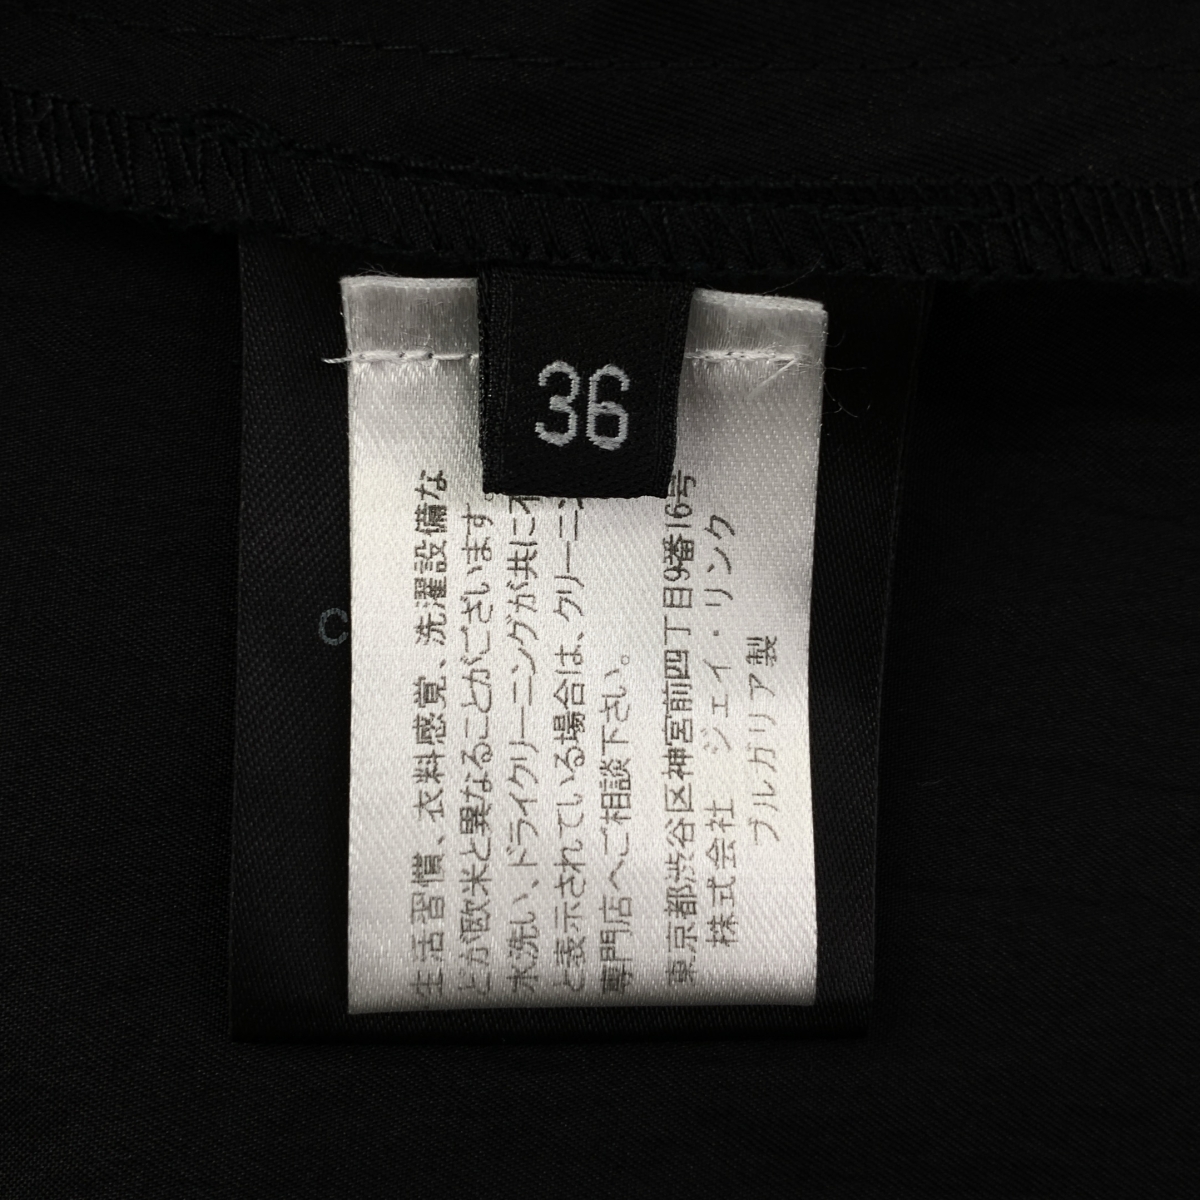 36
生活習慣、衣料感覚、洗濯設備な
どが欧米と異なることがございます。
水洗い、ドライクリーニングが共に不
と表示されている場合は、クリーニン
専門店へご相談下さい。
東京都渋谷区神宮前四丁目9番16号
株式会社 ジェイ・リンク
ブルガリア製
C